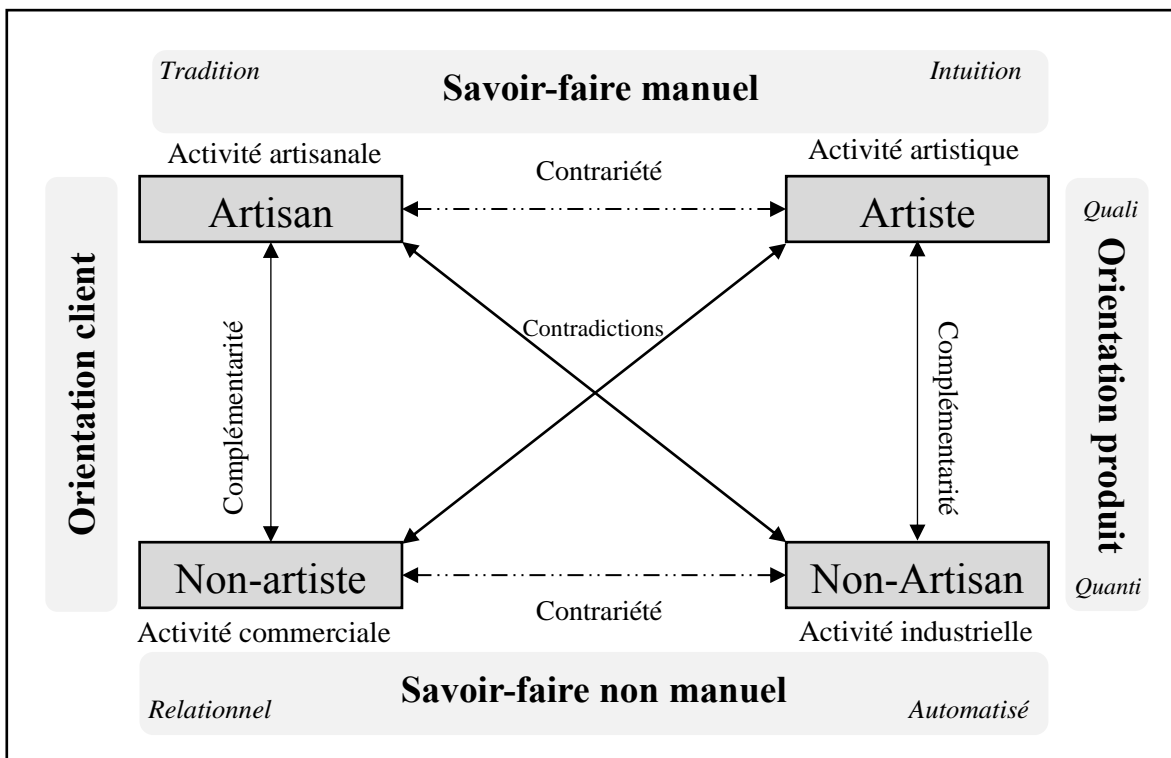 Tradition
Intuition
Savoir-faire manuel
Activité artisanale
Activité artistique
Contrariété
Artisan
Artiste
Quali
Orientation client
Complémentarité
Contradictions
Complémentarité
Orientation produit
Non-artiste
Non-Artisan
Quanti
Contrariété
Activité commerciale
Activité industrielle
Savoir-faire non manuel
Relationnel
Automatisé